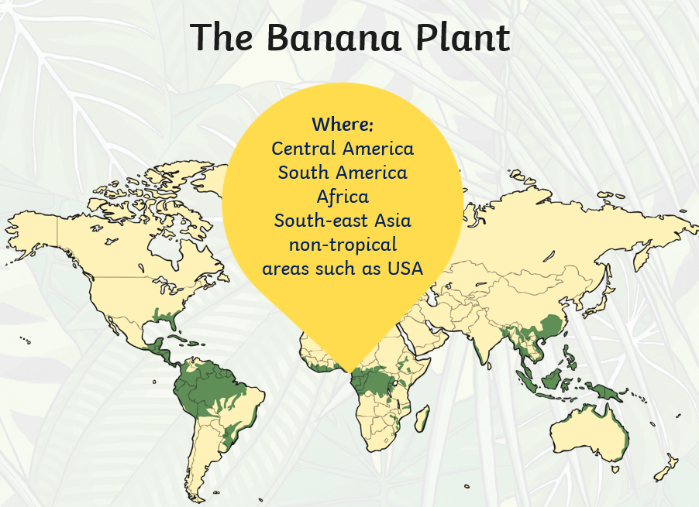 The Banana Plant
Where:
Central America
South America
Africa
South-east Asia
non-tropical
areas such as USA